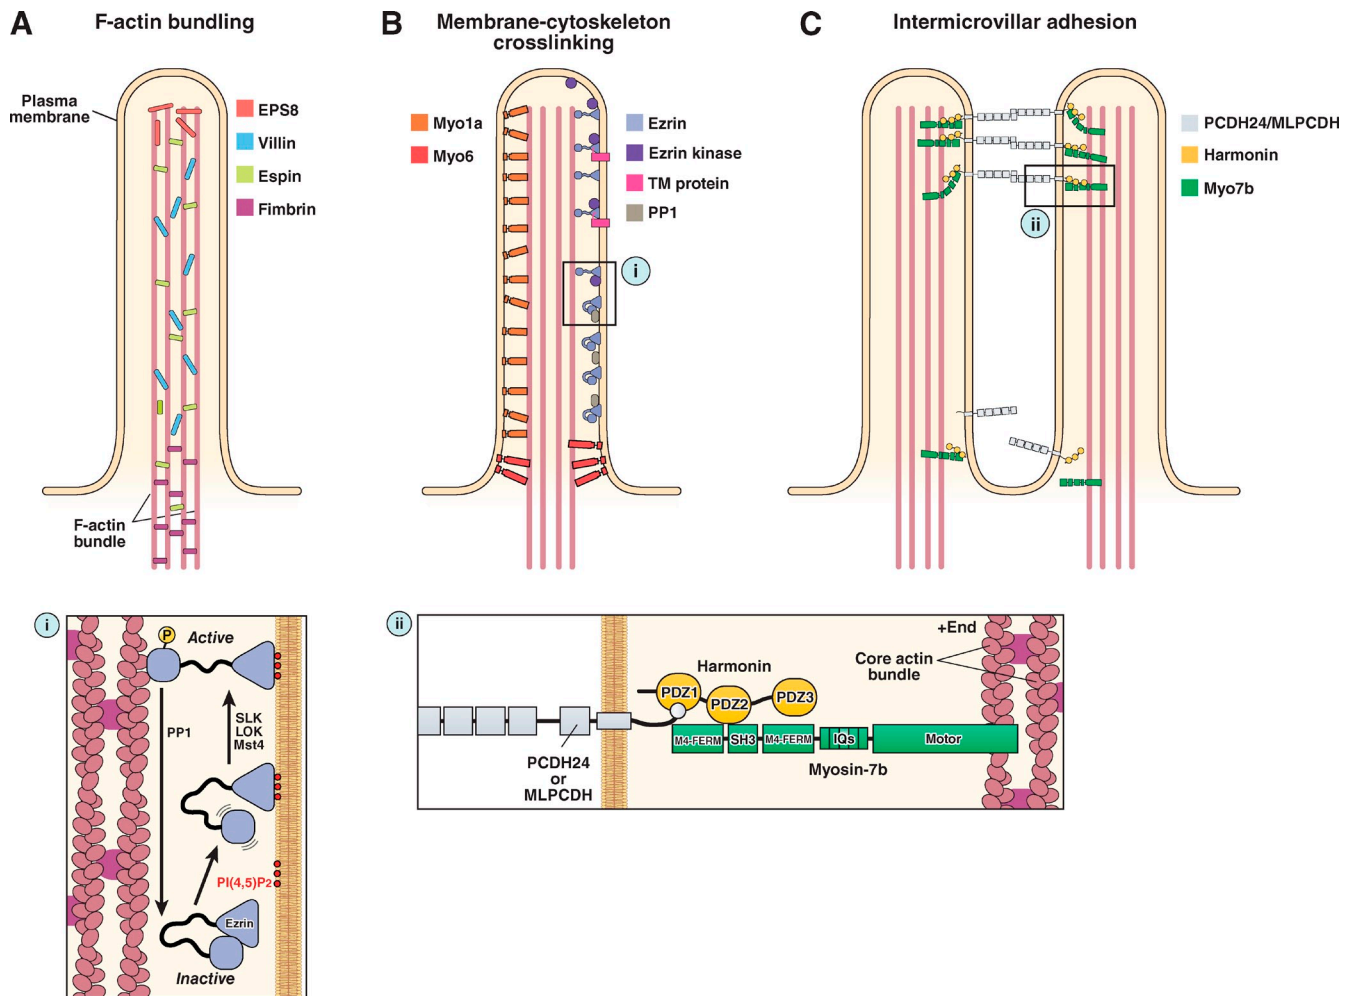 A
F-actin bundling
Plasma
membrane
EPS8
Villin
Espin
Fimbrin
F-actin
bundle
B
Membrane-cytoskeleton
crosslinking
Myo1a
Myo6
Ezrin
Ezrin kinase
TM protein
PP1
i
C
Intermicrovillar adhesion
PCDH24/MLPCDH
Harmonin
Myo7b
ii
i
P
Active
PP1
SLK
LOK
Mst4
PI(4,5)P2
Ezrin
Inactive
ii
+End
Core actin
bundle
Harmonin
PDZ1
PDZ2
PDZ3
M4-FERM
SH3
M4-FERM
IQs
Motor
PCDH24
or
MLPCDH
Myosin-7b